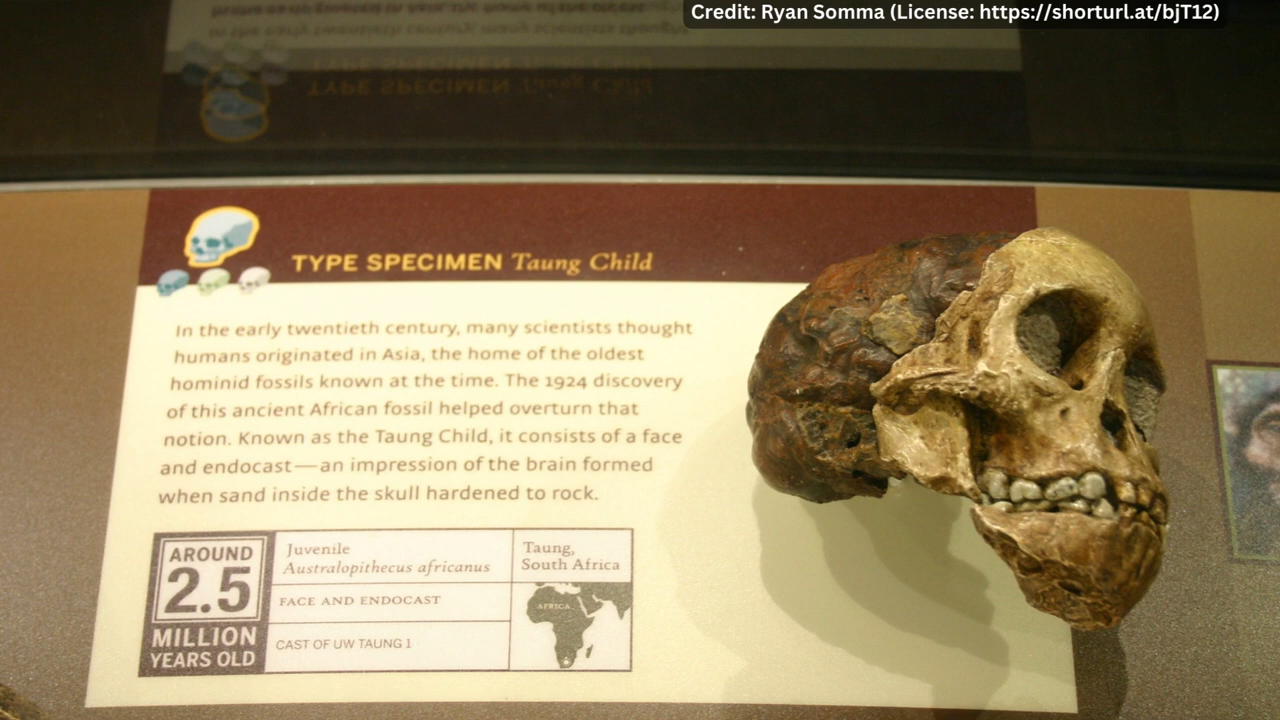 Credit: Ryan Somma (License: https://shorturl.at/bjT12)
TYPE SPECIMEN Taung Child
In the early twentieth century, many scientists thought
humans originated in Asia, the home of the oldest
hominid fossils known at the time. The 1924 discovery
of this ancient African fossil helped overturn that
notion. Known as the Taung Child, it consists of a face
and endocast—an impression of the brain formed
when sand inside the skull hardened to rock.
AROUND
2.5
MILLION
YEARS OLD
Juvenile
Australopithecus africanus
FACE AND ENDOCAST
CAST OF UW TAUNG 1
Taung,
South Africa
AFRICA